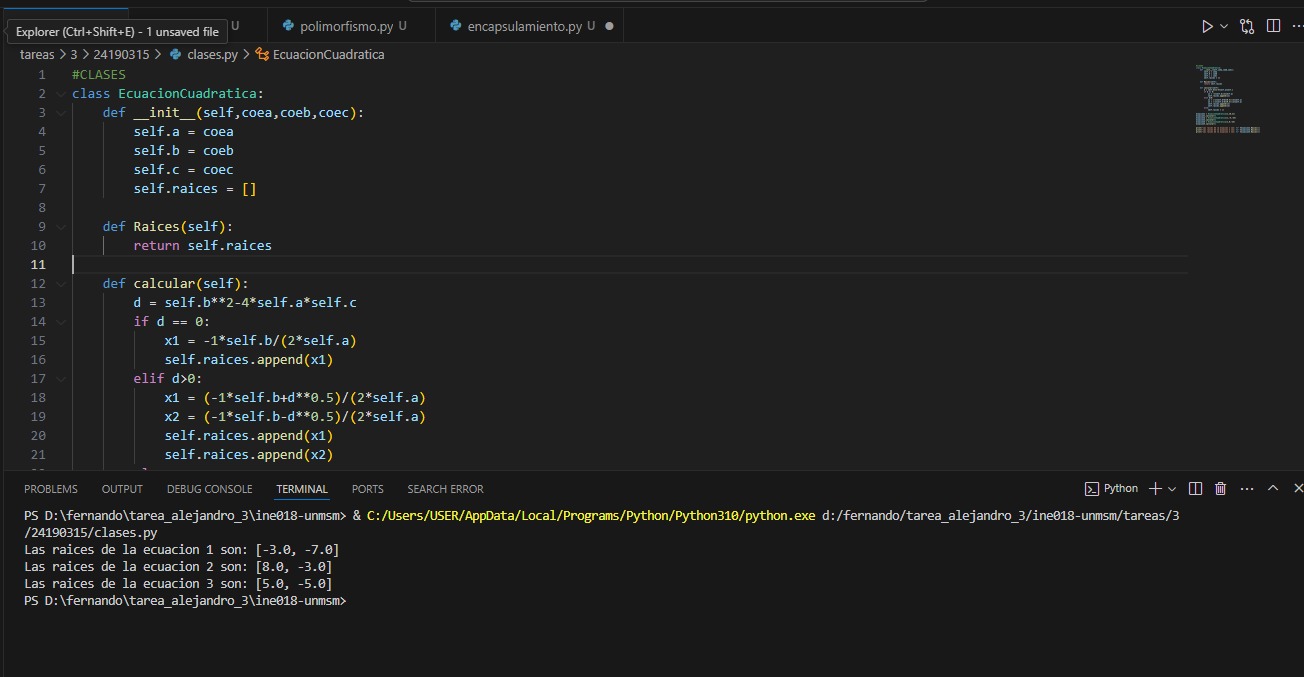 Explorer (Ctrl+Shift+E) - 1 unsaved file
U
polimorfismo.py U
encapsulamiento.py U
tareas > 3 > 24190315 > clases.py > EcuacionCuadratica
1 #CLASES
2 class EcuacionCuadratica:
3 def __init__(self,coea,coeb,coec):
4 self.a = coea
5 self.b = coeb
6 self.c = coec
7 self.raices = []
8
9 def Raices(self):
10 return self.raices
11
12 def calcular(self):
13 d = self.b**2-4*self.a*self.c
14 if d == 0:
15 x1 = -1*self.b/(2*self.a)
16 self.raices.append(x1)
17 elif d>0:
18 x1 = (-1*self.b+d**0.5)/(2*self.a)
19 x2 = (-1*self.b-d**0.5)/(2*self.a)
20 self.raices.append(x1)
21 self.raices.append(x2)
PROBLEMS OUTPUT DEBUG CONSOLE TERMINAL PORTS SEARCH ERROR Python
PS D:\fernando\tarea_alejandro_3\ine018-unmsm> & C:/Users/USER/AppData/Local/Programs/Python/Python310/python.exe d:/fernando/tarea_alejandro_3/ine018-unmsm/tareas/3
/24190315/clases.py
Las raices de la ecuacion 1 son: [-3.0, -7.0]
Las raices de la ecuacion 2 son: [8.0, -3.0]
Las raices de la ecuacion 3 son: [5.0, -5.0]
PS D:\fernando\tarea_alejandro_3\ine018-unmsm>